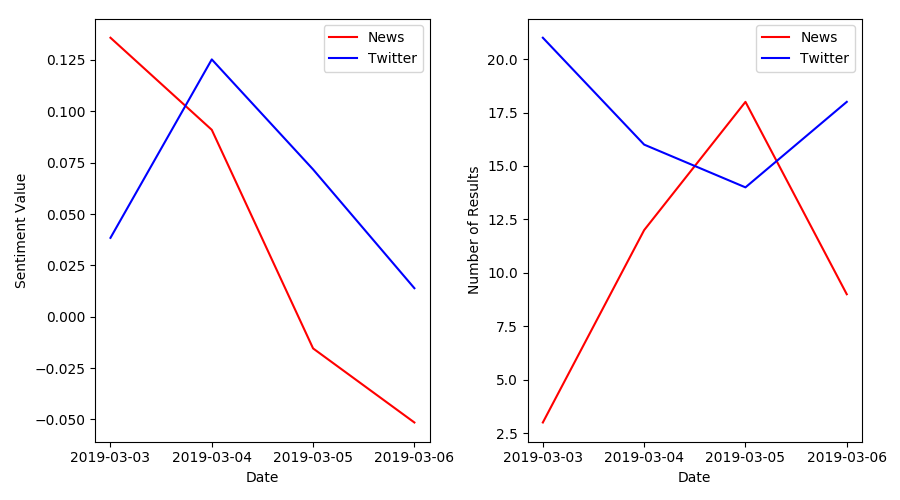 News
Twitter
0.125
0.100
0.075
0.050
0.025
0.000
−0.025
−0.050
Sentiment Value
2019-03-03 2019-03-04 2019-03-05 2019-03-06
Date
News
Twitter
20.0
17.5
15.0
12.5
10.0
7.5
5.0
2.5
Number of Results
2019-03-03 2019-03-04 2019-03-05 2019-03-06
Date